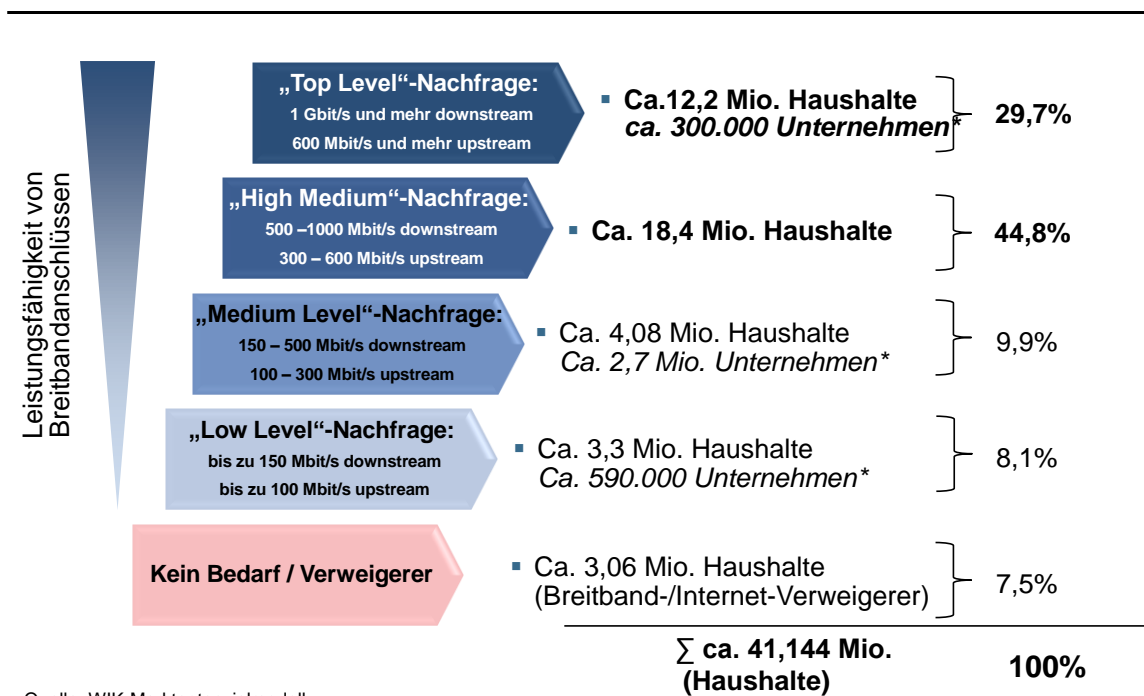 Leistungsfähigkeit von
Breitbandanschlüssen
„Top Level“-Nachfrage:
1 Gbit/s und mehr downstream
600 Mbit/s und mehr upstream
▪ Ca.12,2 Mio. Haushalte
ca. 300.000 Unternehmen*
29,7%
„High Medium“-Nachfrage:
500 –1000 Mbit/s downstream
300 – 600 Mbit/s upstream
▪ Ca. 18,4 Mio. Haushalte
44,8%
„Medium Level“-Nachfrage:
150 – 500 Mbit/s downstream
100 – 300 Mbit/s upstream
▪ Ca. 4,08 Mio. Haushalte
Ca. 2,7 Mio. Unternehmen*
9,9%
„Low Level“-Nachfrage:
bis zu 150 Mbit/s downstream
bis zu 100 Mbit/s upstream
▪ Ca. 3,3 Mio. Haushalte
Ca. 590.000 Unternehmen*
8,1%
Kein Bedarf / Verweigerer
▪ Ca. 3,06 Mio. Haushalte
(Breitband-/Internet-Verweigerer)
7,5%
∑ ca. 41,144 Mio.
(Haushalte)
100%